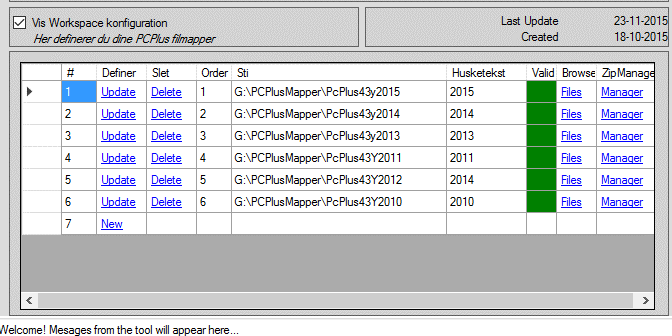 Vis Workspace konfiguration
Her definerer du dine PCPlus filmapper
Last Update 23-11-2015
Created 18-10-2015
# Definer Slet Order Sti Husketekst Valid Browse ZipManage
1 Update Delete 1 G:\PCPlusMapper\PcPlus43y2015 2015 Files Manager
2 Update Delete 2 G:\PCPlusMapper\PcPlus43y2014 2014 Files Manager
3 Update Delete 3 G:\PCPlusMapper\PcPlus43y2013 2013 Files Manager
4 Update Delete 4 G:\PCPlusMapper\PcPlus43Y2011 2011 Files Manager
5 Update Delete 5 G:\PCPlusMapper\PcPlus43Y2012 2014 Files Manager
6 Update Delete 6 G:\PCPlusMapper\PcPlus43Y2010 2010 Files Manager
7 New
Welcome! Mesages from the tool will appear here...